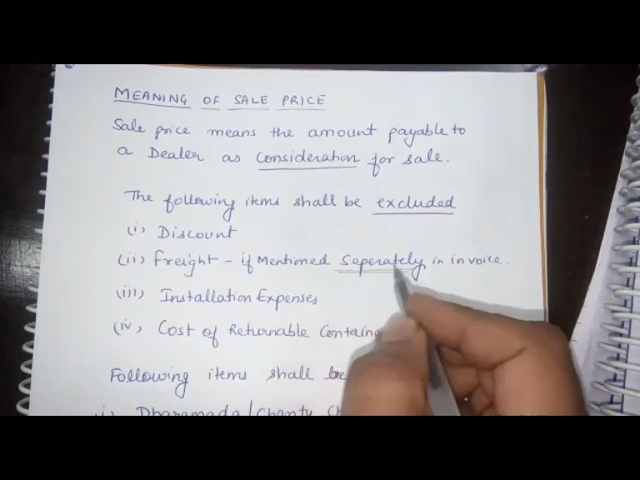 MEANING OF SALE PRICE
Sale price means the amount payable to
a Dealer as consideration for sale.
The following items shall be excluded
(i) Discount
(ii) Freight - if Mentioned Seperately in invoice.
(iii) Installation Expenses
(iv) Cost of Returnable
Following items shall be